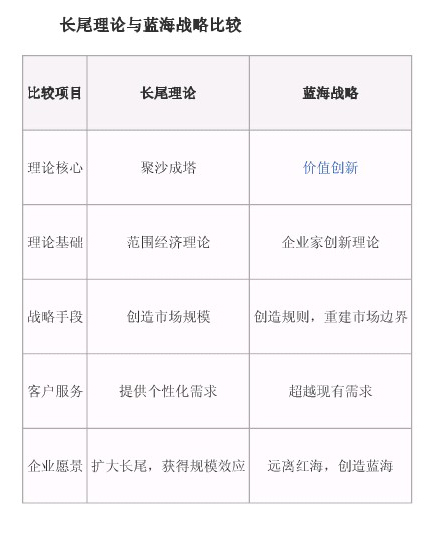 长尾理论与蓝海战略比较
比较项目 长尾理论 蓝海战略
理论核心 聚沙成塔 价值创新
理论基础 范围经济理论 企业家创新理论
战略手段 创造市场规模 创造规则，重建市场边界
客户服务 提供个性化需求 超越现有需求
企业愿景 扩大长尾，获得规模效应 远离红海，创造蓝海